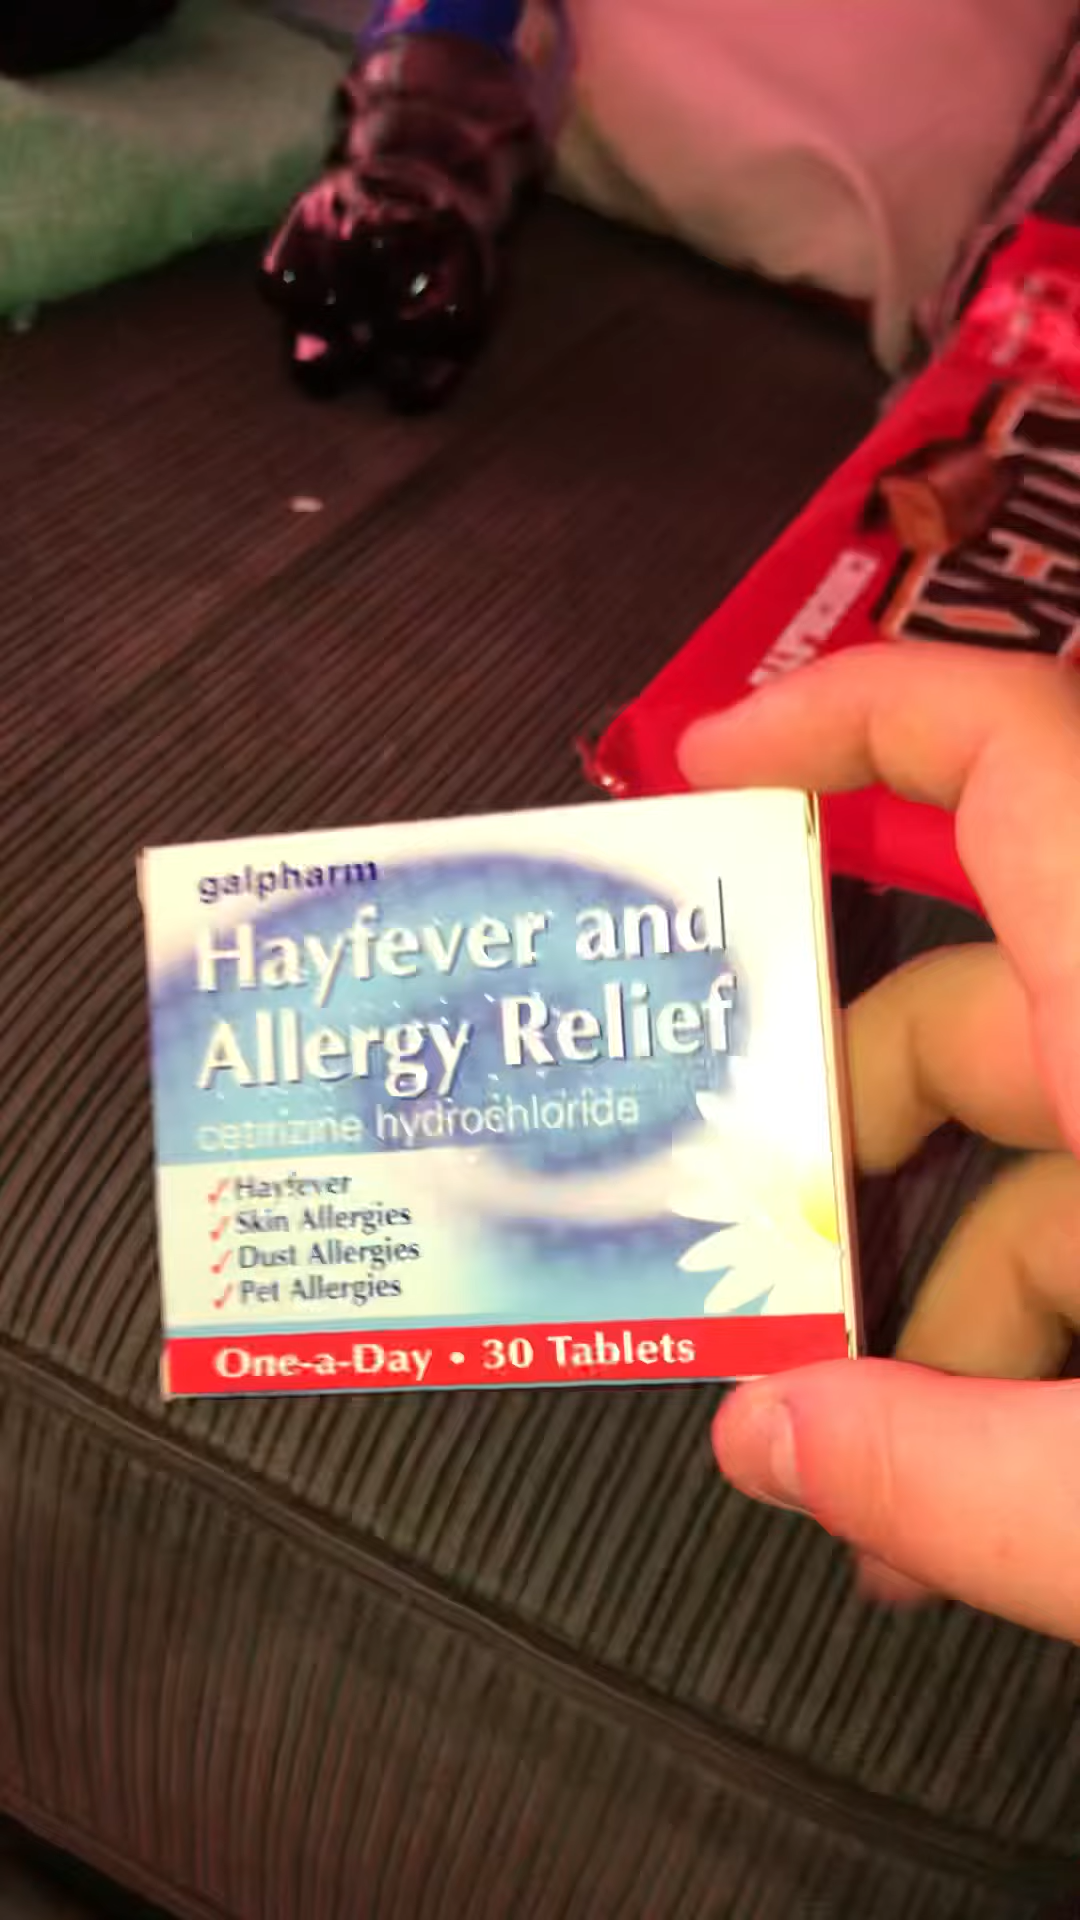 galpharm
Hayfever and
Allergy Relief
cetirizine hydrochloride
Hayfever
Skin Allergies
Dust Allergies
Pet Allergies
One-a-Day • 30 Tablets